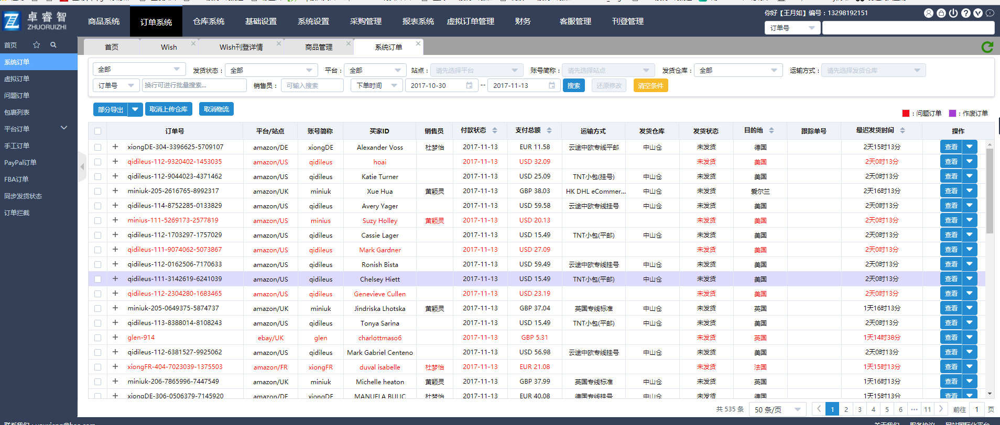 卓睿智
ZHUORUIZHI
商品系统 订单系统 仓库系统 基础设置 系统设置 采购管理 报表系统 虚拟订单管理 财务 客服管理 刊登管理
你好【王月如】编号：13298192151
订单号
首页
系统订单
虚拟订单
问题订单
包裹列表
平台订单
手工订单
PayPal订单
FBA订单
同步发货状态
订单拦截
首页 Wish Wish刊登详情 商品管理 系统订单
全部 发货状态： 全部 平台： 全部 站点： 请先选择平台 账号简称： 请先选择站点 发货仓库： 全部 运输方式： 请先选择发货仓库
订单号 换行可进行批量搜索... 销售员： 可输入搜索 下单时间 2017-10-30 -- 2017-11-13 搜索 还原修改 清空条件
部分导出 取消上传仓库 取消物流
：问题订单 ：作废订单
订单号 平台/站点 账号简称 买家ID 销售员 付款状态 支付总额 运输方式 发货仓库 发货状态 目的地 跟踪单号 最迟发货时间 操作
+ xiongDE-304-3396625-5709107 amazon/DE xiongDE Alexander Voss 杜梦怡 2017-11-13 EUR 11.58 云途中欧专线平邮 中山仓 未发货 德国 2天15时13分 查看
+ qidileus-112-9320402-1453035 amazon/US qidileus hoai 2017-11-13 USD 32.09 未发货 美国 2天0时13分 查看
+ qidileus-112-9044023-4371462 amazon/US qidileus Katie Turner 2017-11-13 USD 25.09 TNT小包(挂号) 中山仓 未发货 美国 2天0时13分 查看
+ miniuk-205-2616765-8992317 amazon/UK miniuk Xue Hua 黄颖灵 2017-11-13 GBP 38.03 HK DHL eCommer... 中山仓 未发货 爱尔兰 2天16时13分 查看
+ qidileus-114-8752285-0133829 amazon/US qidileus Avery Yager 2017-11-13 USD 59.58 云途中欧专线挂号 中山仓 未发货 美国 2天0时13分 查看
+ minius-111-5269173-2577819 amazon/US minius Suzy Holley 黄颖灵 2017-11-13 USD 20.13 未发货 美国 2天0时13分 查看
+ qidileus-112-1703297-1757029 amazon/US qidileus Cassie Lager 2017-11-13 USD 15.49 TNT小包(平邮) 中山仓 未发货 美国 2天0时13分 查看
+ qidileus-111-9074062-5073867 amazon/US qidileus Mark Gardner 2017-11-13 USD 27.09 未发货 美国 2天0时13分 查看
+ qidileus-112-0162506-7170633 amazon/US qidileus Ronish Bista 2017-11-13 USD 59.49 云途中欧专线挂号 中山仓 未发货 美国 2天0时13分 查看
+ qidileus-111-3142619-6241039 amazon/US qidileus Chelsey Hiett 2017-11-13 USD 15.49 TNT小包(平邮) 中山仓 未发货 美国 2天0时13分 查看
+ qidileus-112-2304280-1683465 amazon/US qidileus Genevieve Cullen 2017-11-13 USD 23.19 未发货 美国 2天0时13分 查看
+ miniuk-205-0649375-5874737 amazon/UK miniuk Jindriska Lhotska 黄颖灵 2017-11-13 GBP 37.04 英国专线标准 中山仓 未发货 英国 1天16时13分 查看
+ qidileus-113-8388014-8108243 amazon/US qidileus Tonya Sarina 2017-11-13 USD 15.49 TNT小包(平邮) 中山仓 未发货 美国 2天0时13分 查看
+ glen-914 ebay/UK glen charlottmaso6 2017-11-13 GBP 5.31 未发货 英国 1天14时38分 查看
+ qidileus-112-6381527-9925062 amazon/US qidileus Mark Gabriel Centeno 2017-11-13 USD 56.98 云途中欧专线挂号 中山仓 未发货 美国 2天0时13分 查看
+ xiongFR-404-7023039-1375503 amazon/FR xiongFR duval isabelle 杜梦怡 2017-11-13 EUR 21.08 未发货 法国 1天15时13分 查看
+ miniuk-206-7865996-7447549 amazon/UK miniuk Michelle heaton 黄颖灵 2017-11-13 GBP 37.99 英国专线标准 中山仓 未发货 英国 1天16时13分 查看
+ xiongDE-306-0506379-7145920 amazon/DE xiongDE MANUELA BULIC 杜梦怡 2017-11-13 EUR 40.08 德国专线挂号 中山仓 未发货 德国 1天15时13分 查看
共 535 条 50 条/页 1 2 3 4 5 6 ... 11 前往 1 页